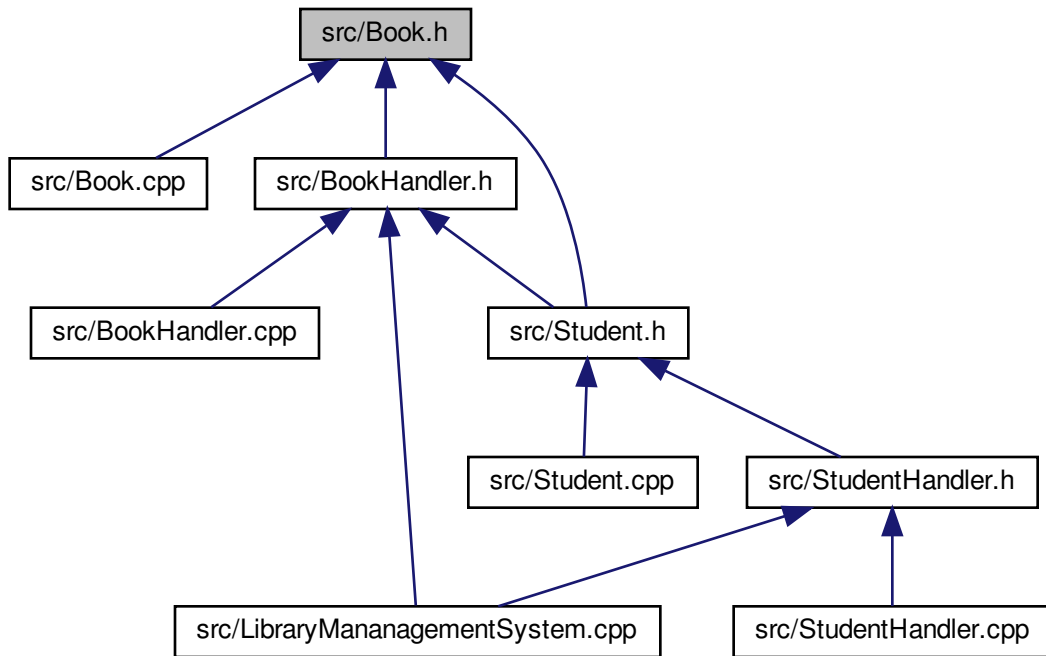 src/Book.h
src/Book.cpp
src/BookHandler.h
src/BookHandler.cpp
src/Student.h
src/Student.cpp
src/StudentHandler.h
src/LibraryMananagementSystem.cpp
src/StudentHandler.cpp